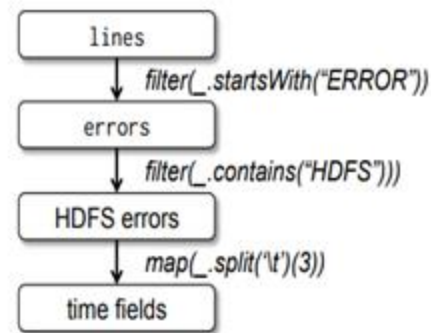 lines
filter(_.startsWith(“ERROR”))
errors
filter(_.contains(“HDFS”)))
HDFS errors
map(_.split(‘\t’)(3))
time fields